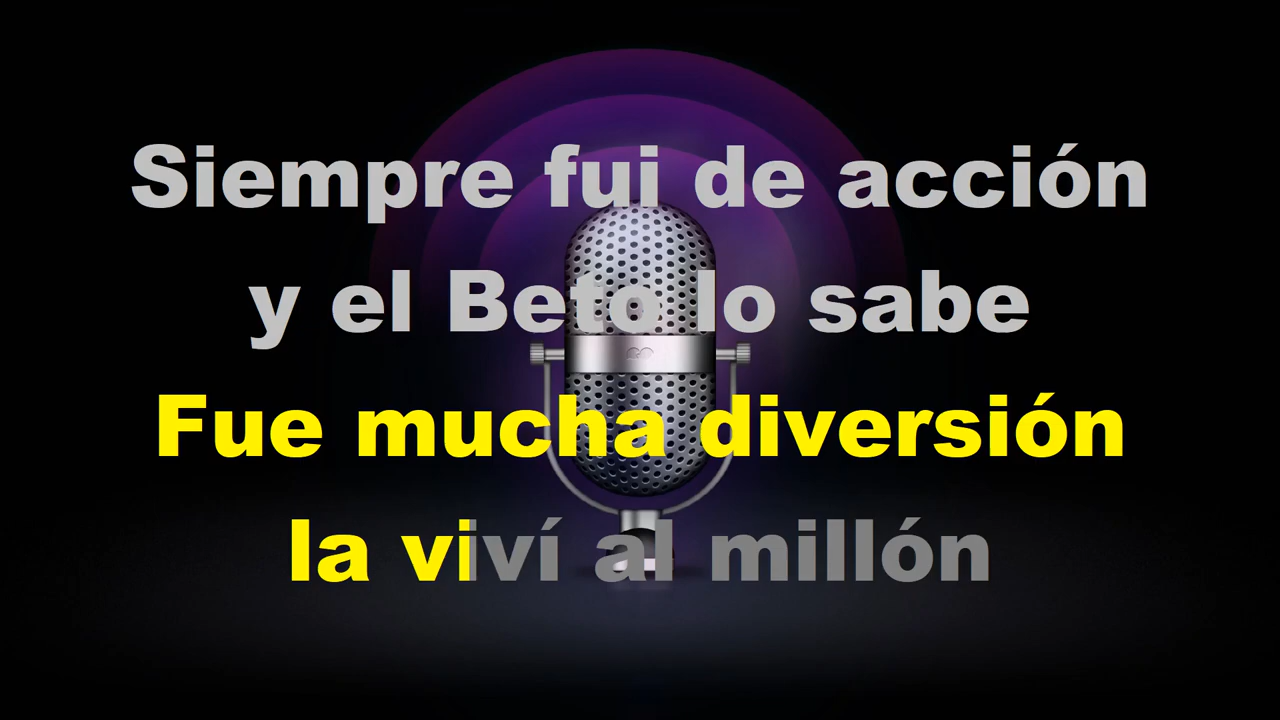 Siempre fui de acción
y el Beto lo sabe
Fue mucha diversión
la viví al millón